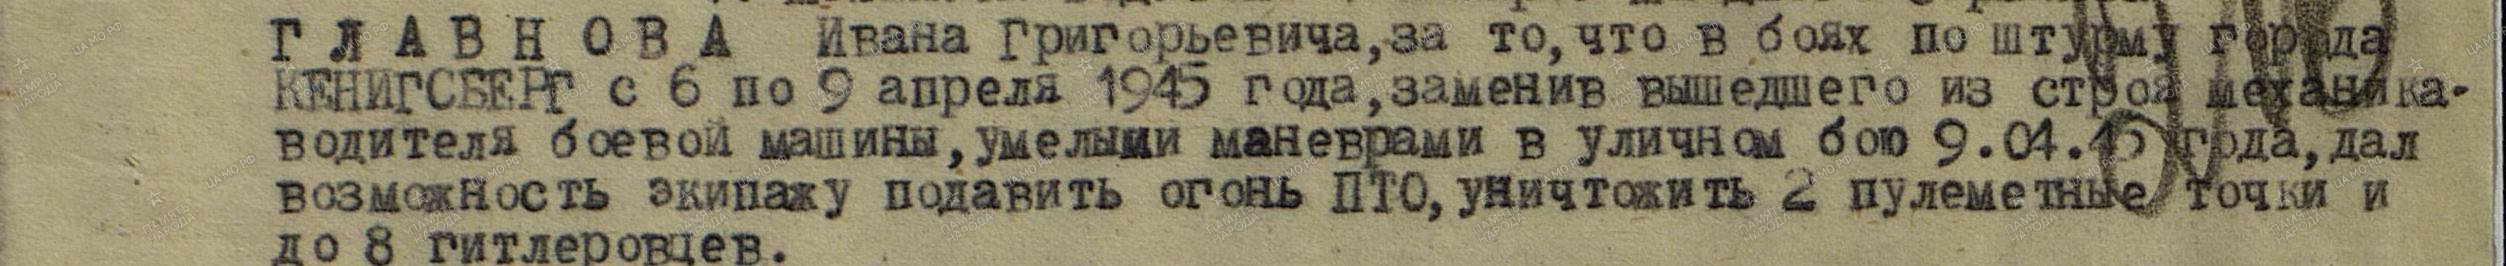 Г Л А В Н О В А Ивана Григорьевича,за то,что в боях по штурму города
КЕНИГСБЕРГ с 6 по 9 апреля 1945 года,заменив вышедшего из строя механика-
водителя боевой машины,умелыми маневрами в уличном бою 9.04.45 года,дал
возможность экипажу подавить огонь ПТО,уничтожить 2 пулеметные точки и
до 8 гитлеровцев.